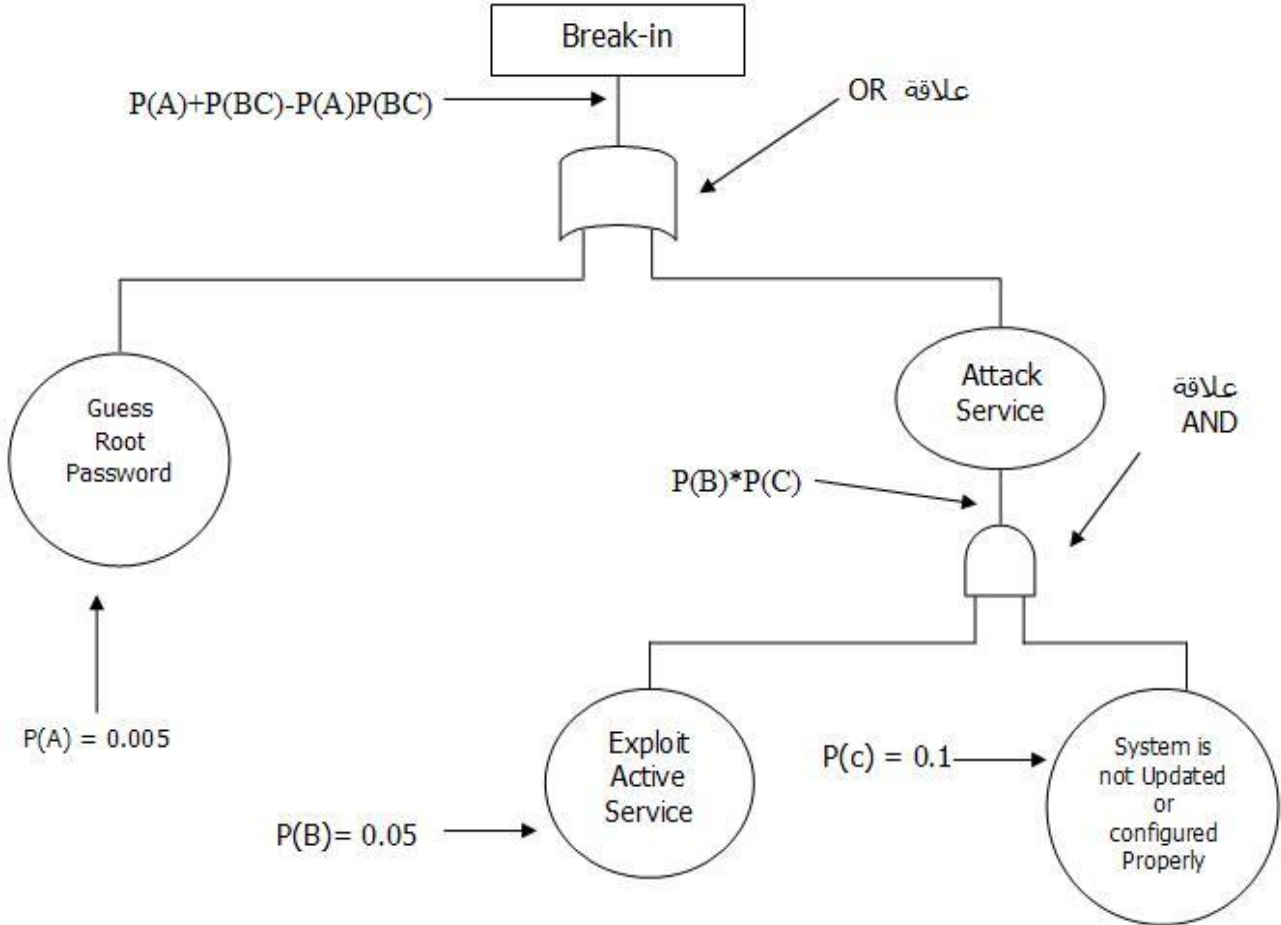 Break-in
P(A)+P(BC)-P(A)P(BC)
علاقة OR
Guess
Root
Password
Attack
Service
علاقة
AND
P(B)*P(C)
P(A) = 0.005
Exploit
Active
Service
P(B)= 0.05
P(c) = 0.1
System is
not Updated
or
configured
Properly